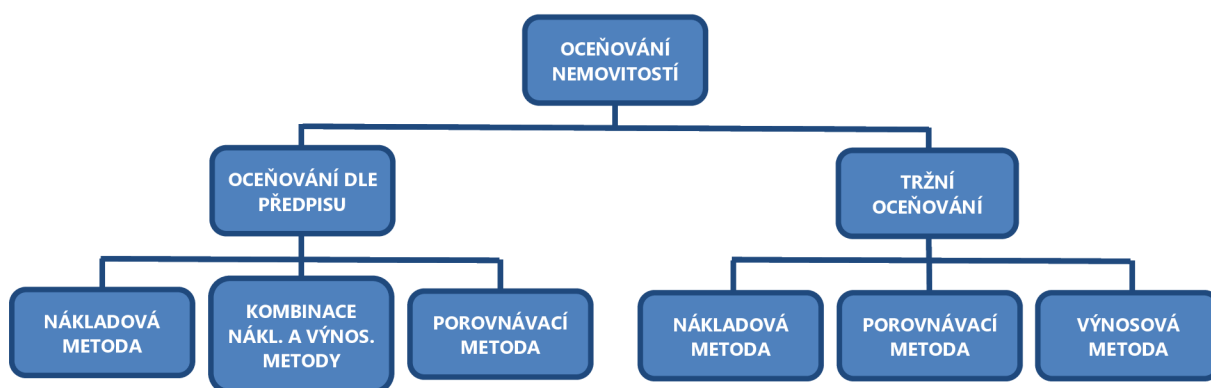 OCEŇOVÁNÍ
NEMOVITOSTÍ
OCEŇOVÁNÍ DLE
PŘEDPISU
TRŽNÍ
OCEŇOVÁNÍ
NÁKLADOVÁ
METODA
KOMBINACE
NÁKL. A VÝNOS.
METODY
POROVNÁVACÍ
METODA
NÁKLADOVÁ
METODA
POROVNÁVACÍ
METODA
VÝNOSOVÁ
METODA